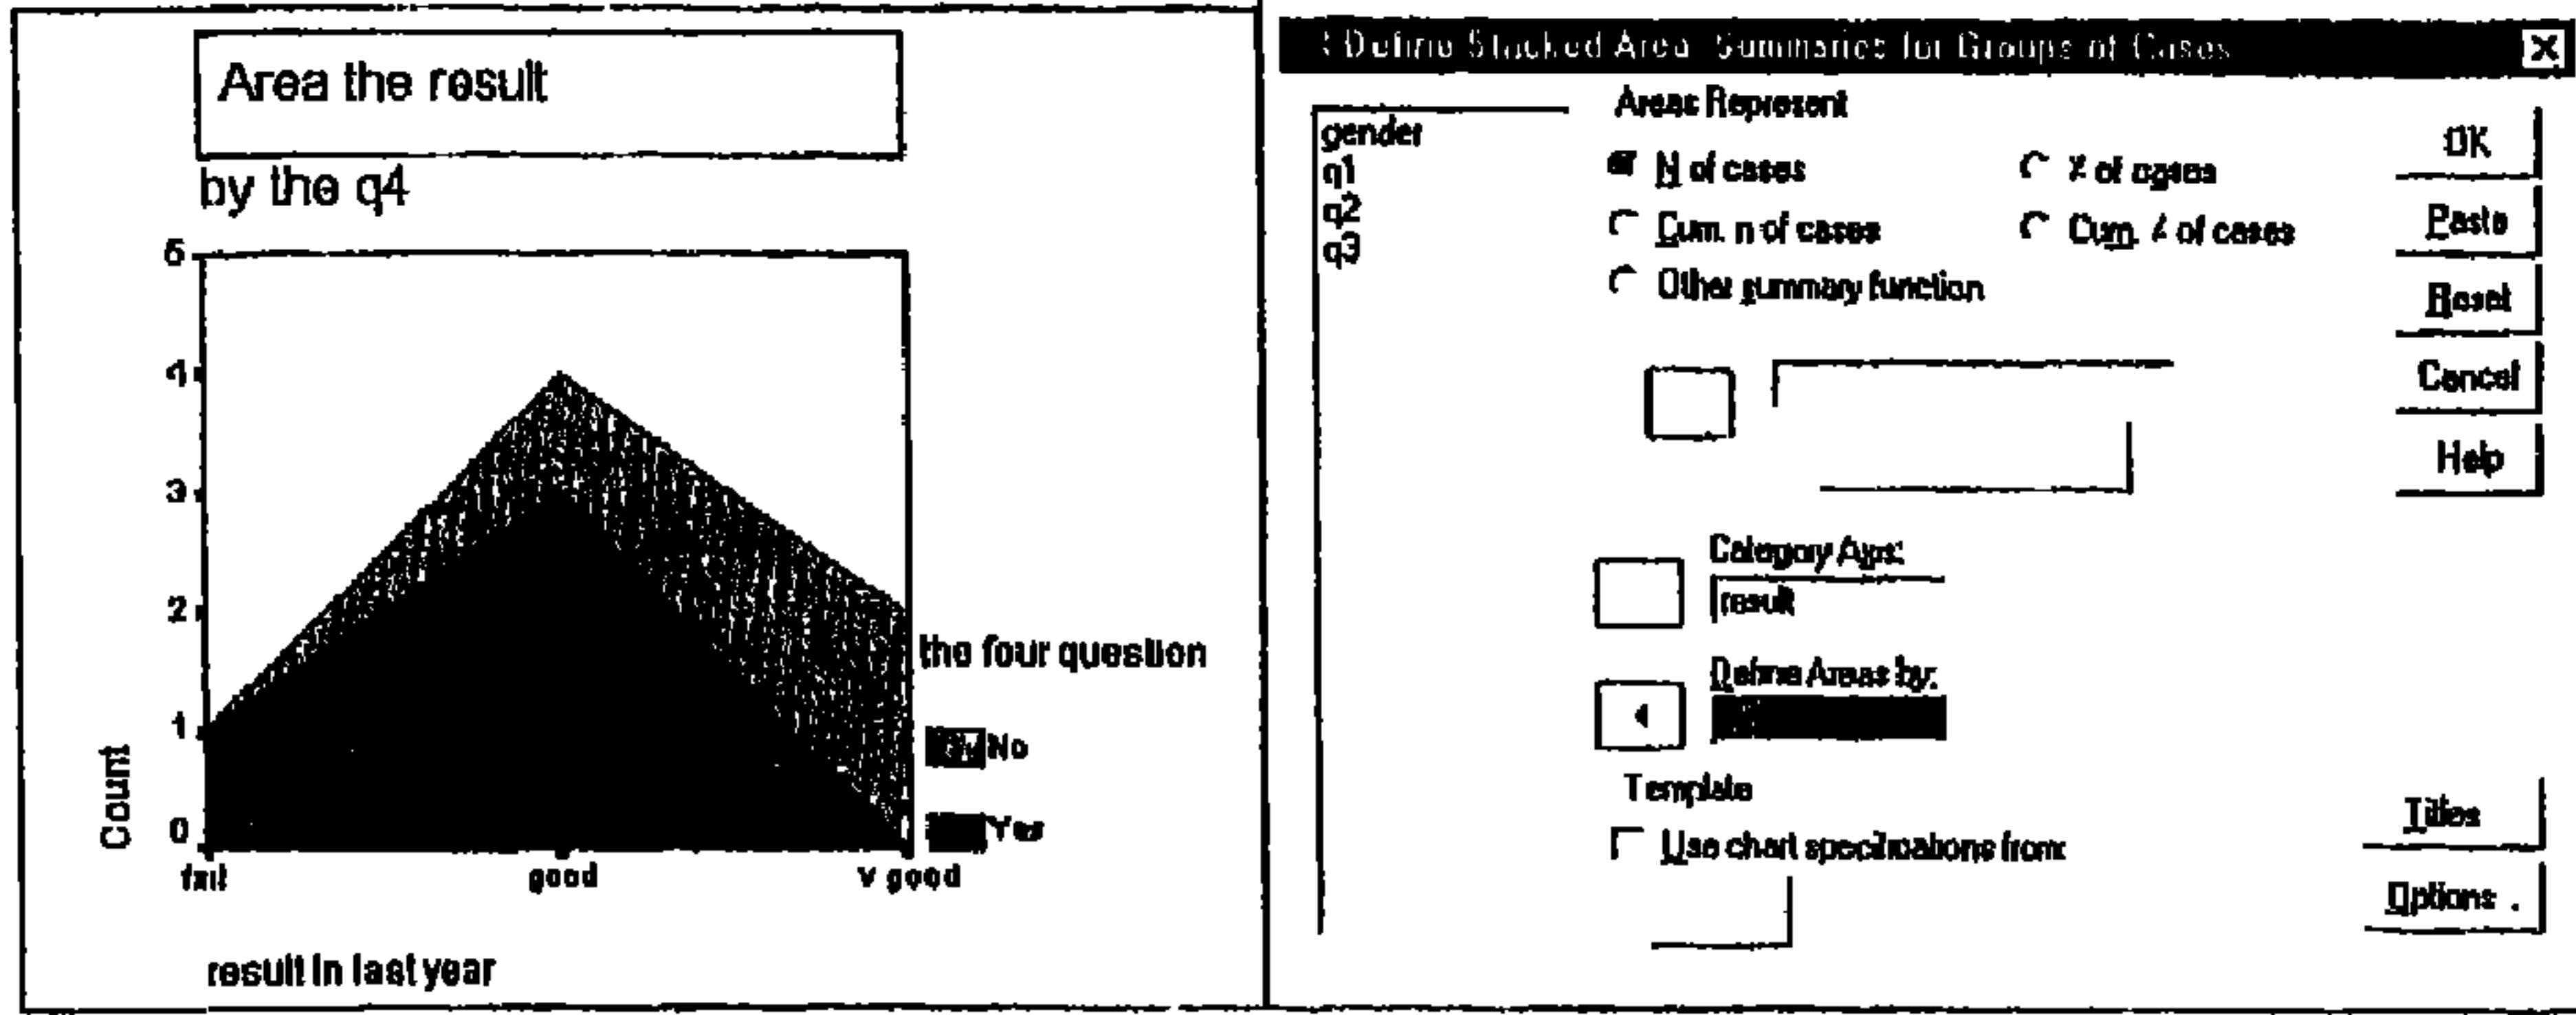 Area the result
by the q4
5
4
3
2
1
0
Count
fail
good
v good
the four question
No
Yes
result in last year
Define Stacked Area: Summaries for Groups of Cases
gender
q1
q2
q3
Areas Represent
N of cases
% of cases
Cum. n of cases
Cum. % of cases
Other summary function
Category Axis:
result
Define Areas by:
Template
Use chart specifications from:
OK
Paste
Reset
Cancel
Help
Titles
Options .